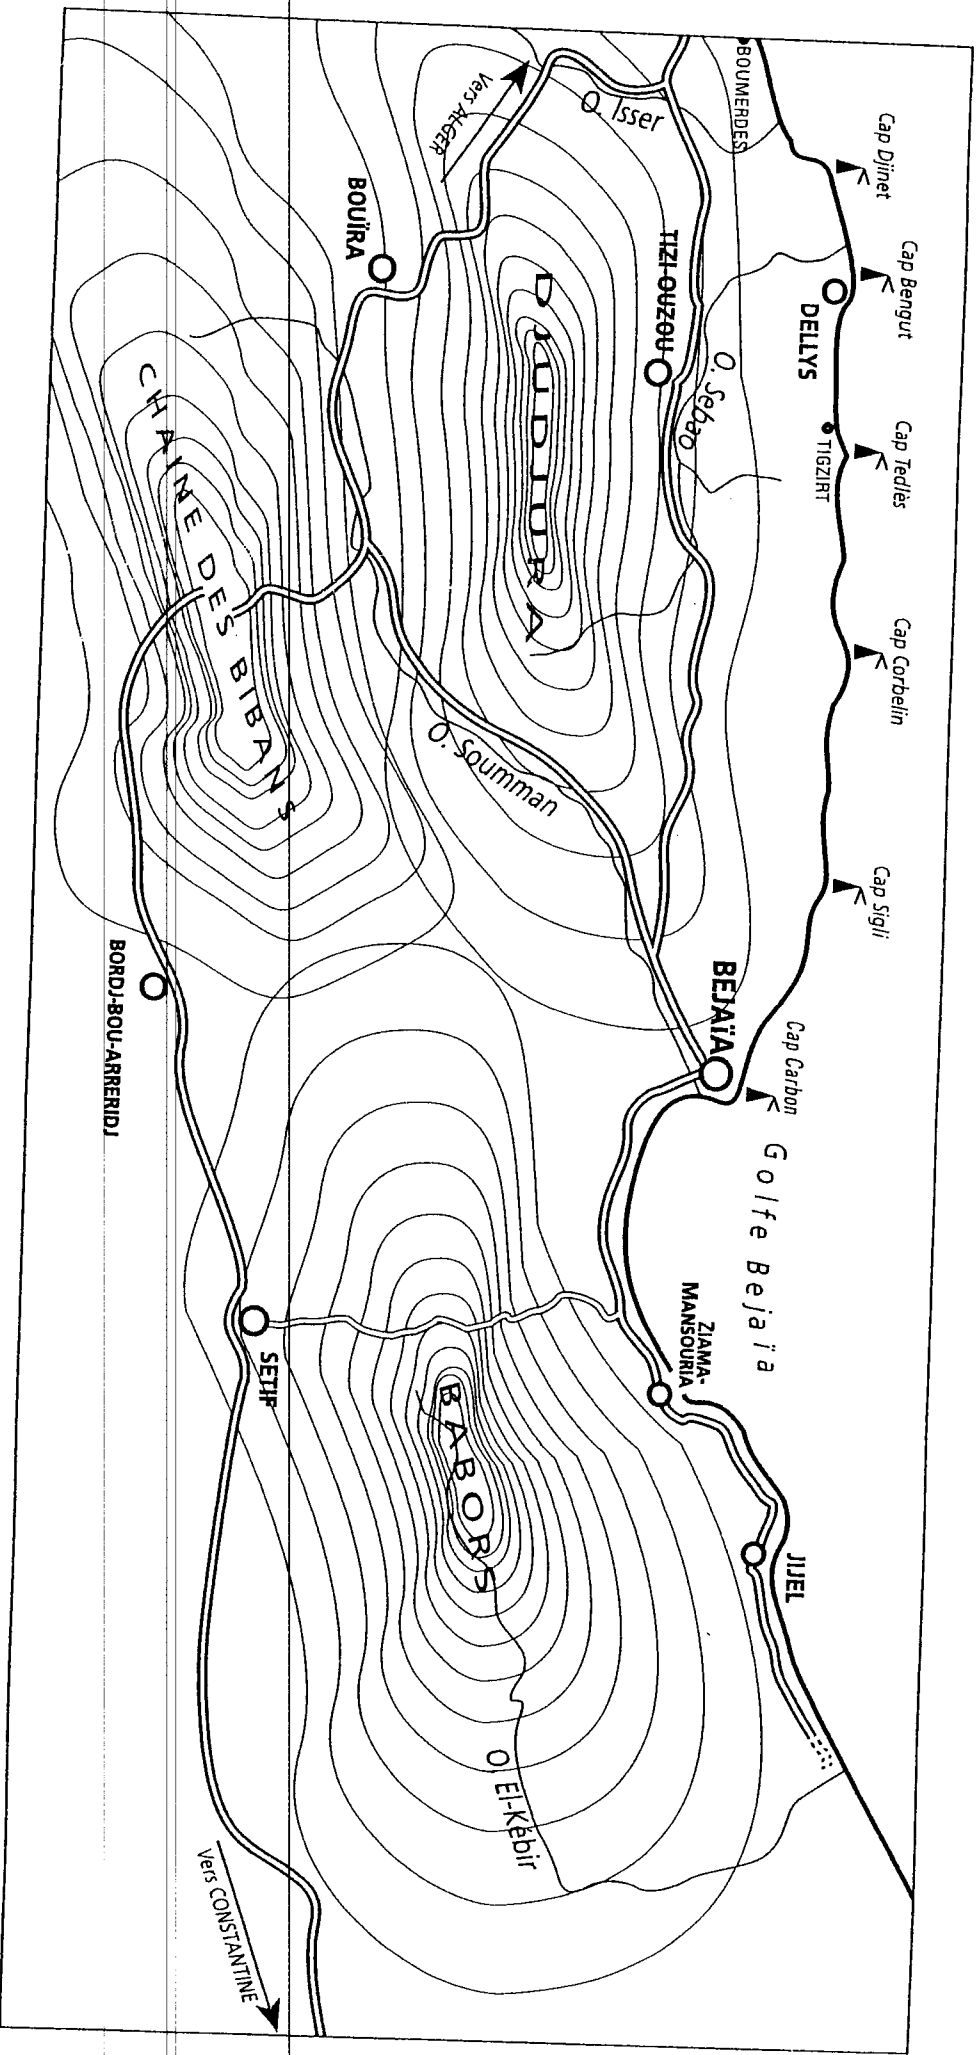 Cap Djinet
Cap Bengut
Cap Tedlès
Cap Corbelin
Cap Sigli
Cap Carbon
Golfe Bejaïa
BOUMERDES
DELLYS
TIGZIRT
O. Isser
TIZI-OUZOU
O. Sebao
BEJAÏA
ZIAMA-
MANSOURIA
JIJEL
Vers ALGER
DJUDJURA
BOUÏRA
O. Soumman
BABORS
O. El-Kébir
CHAINE DES BIBANS
BORDJ-BOU-ARRERIDJ
SETIF
Vers CONSTANTINE